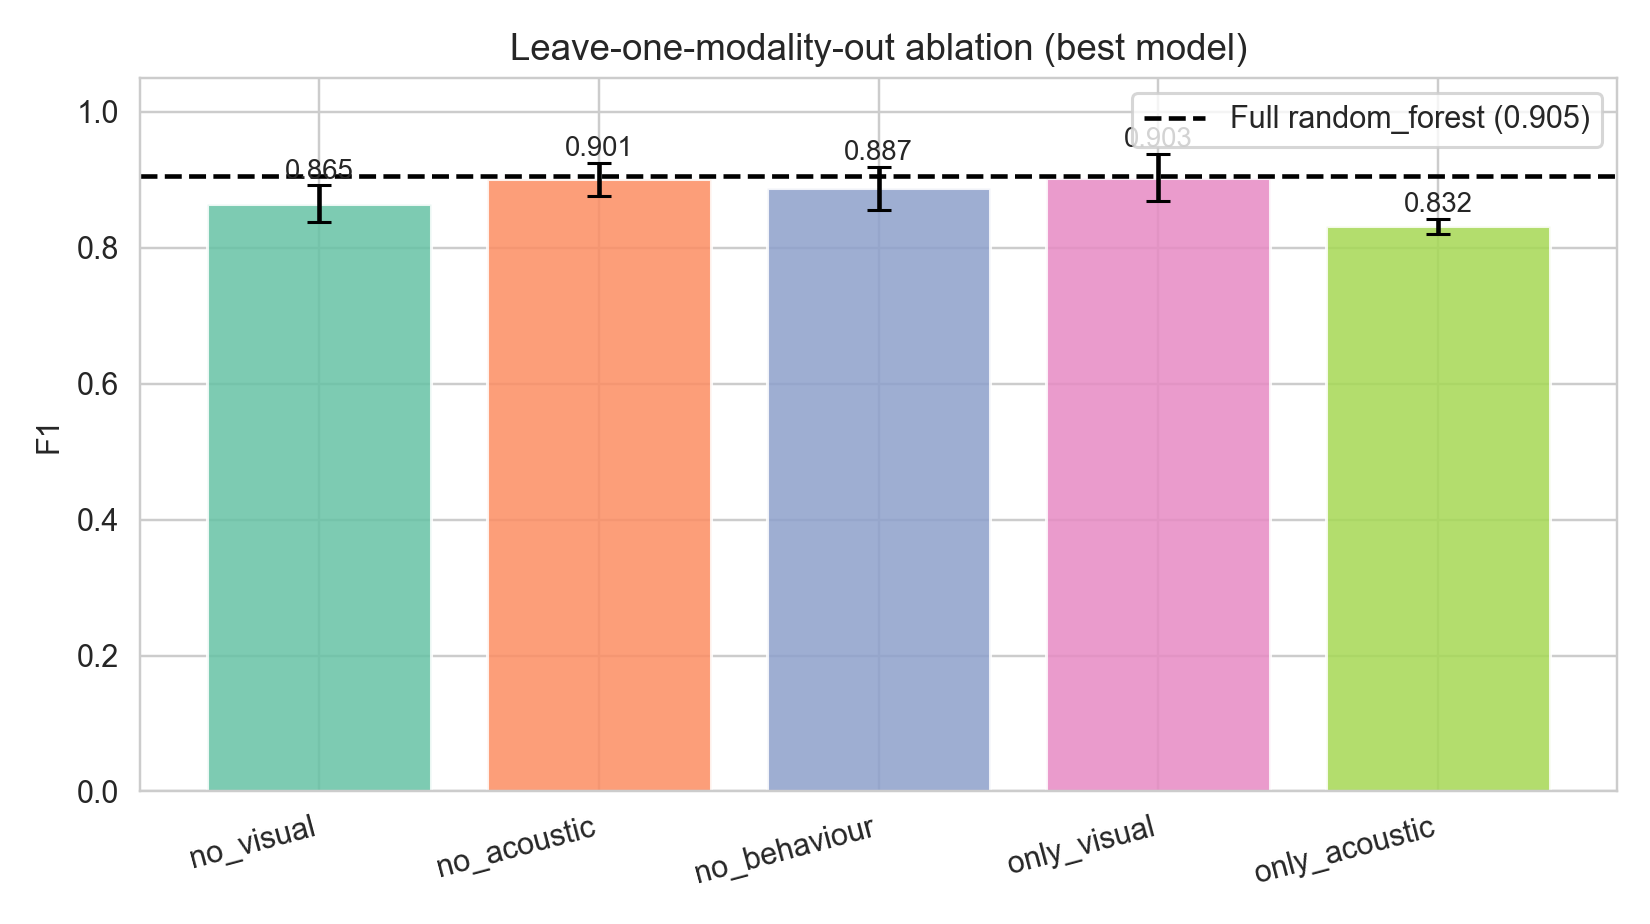 Leave-one-modality-out ablation (best model)
Full random_forest (0.905)
1.0
0.8
0.6
0.4
0.2
0.0
F1
0.865
0.901
0.887
0.903
0.832
no_visual
no_acoustic
no_behaviour
only_visual
only_acoustic